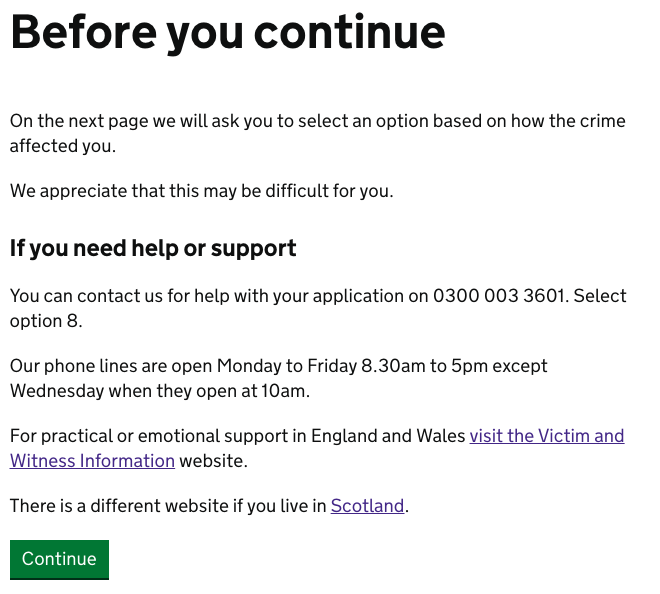 Before you continue
On the next page we will ask you to select an option based on how the crime
affected you.
We appreciate that this may be difficult for you.
If you need help or support
You can contact us for help with your application on 0300 003 3601. Select
option 8.
Our phone lines are open Monday to Friday 8.30am to 5pm except
Wednesday when they open at 10am.
For practical or emotional support in England and Wales visit the Victim and
Witness Information website.
There is a different website if you live in Scotland.
Continue